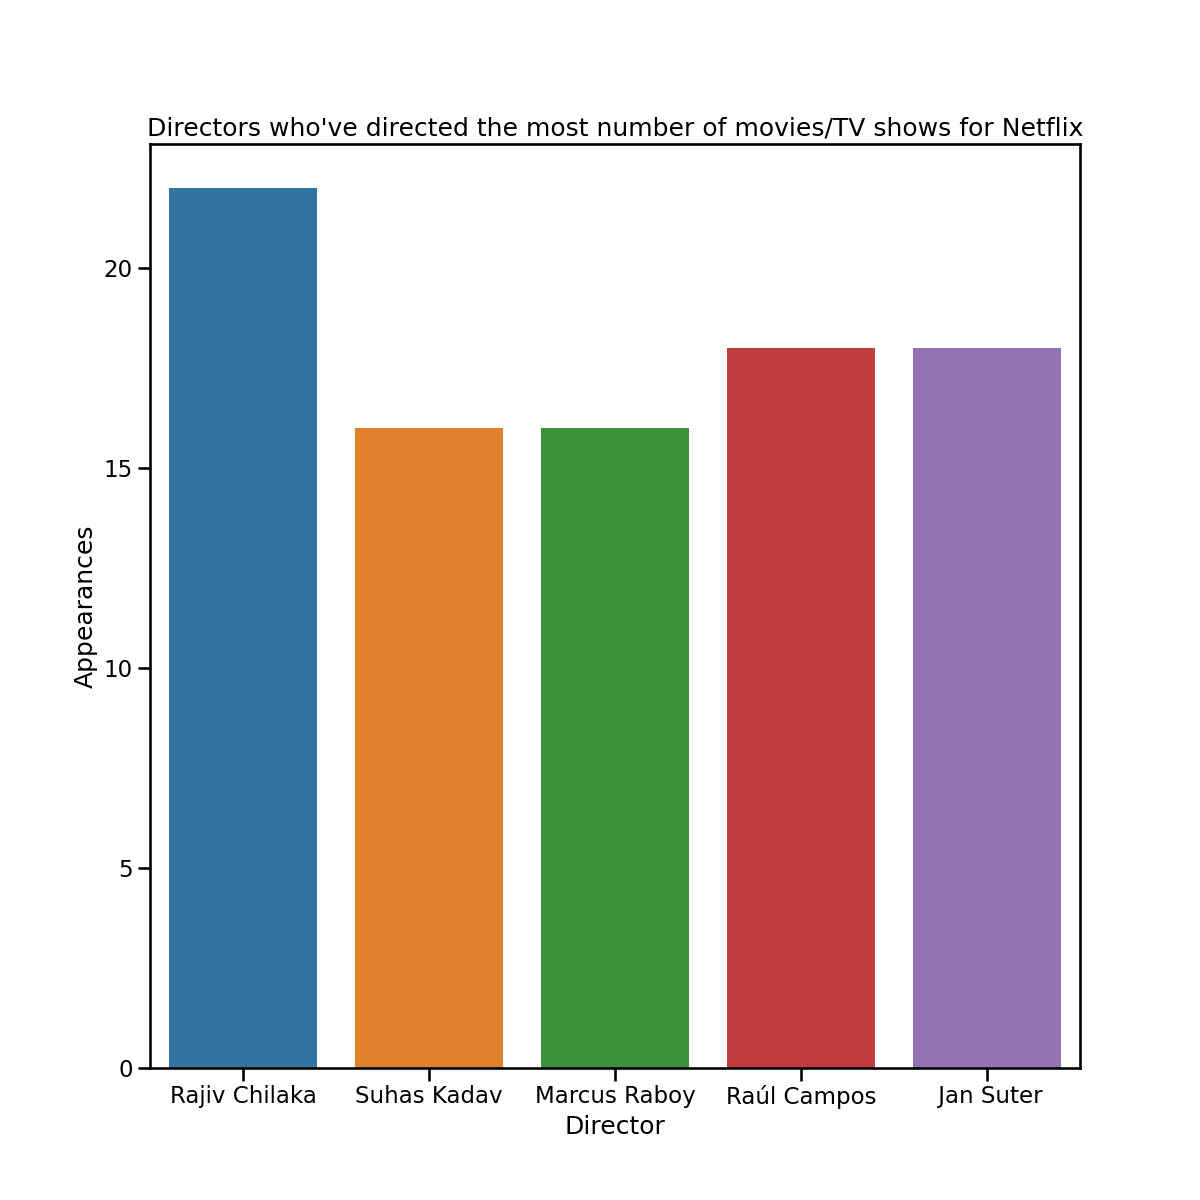 Directors who've directed the most number of movies/TV shows for Netflix
Appearances
20
15
10
5
0
Rajiv Chilaka
Suhas Kadav
Marcus Raboy
Raúl Campos
Jan Suter
Director